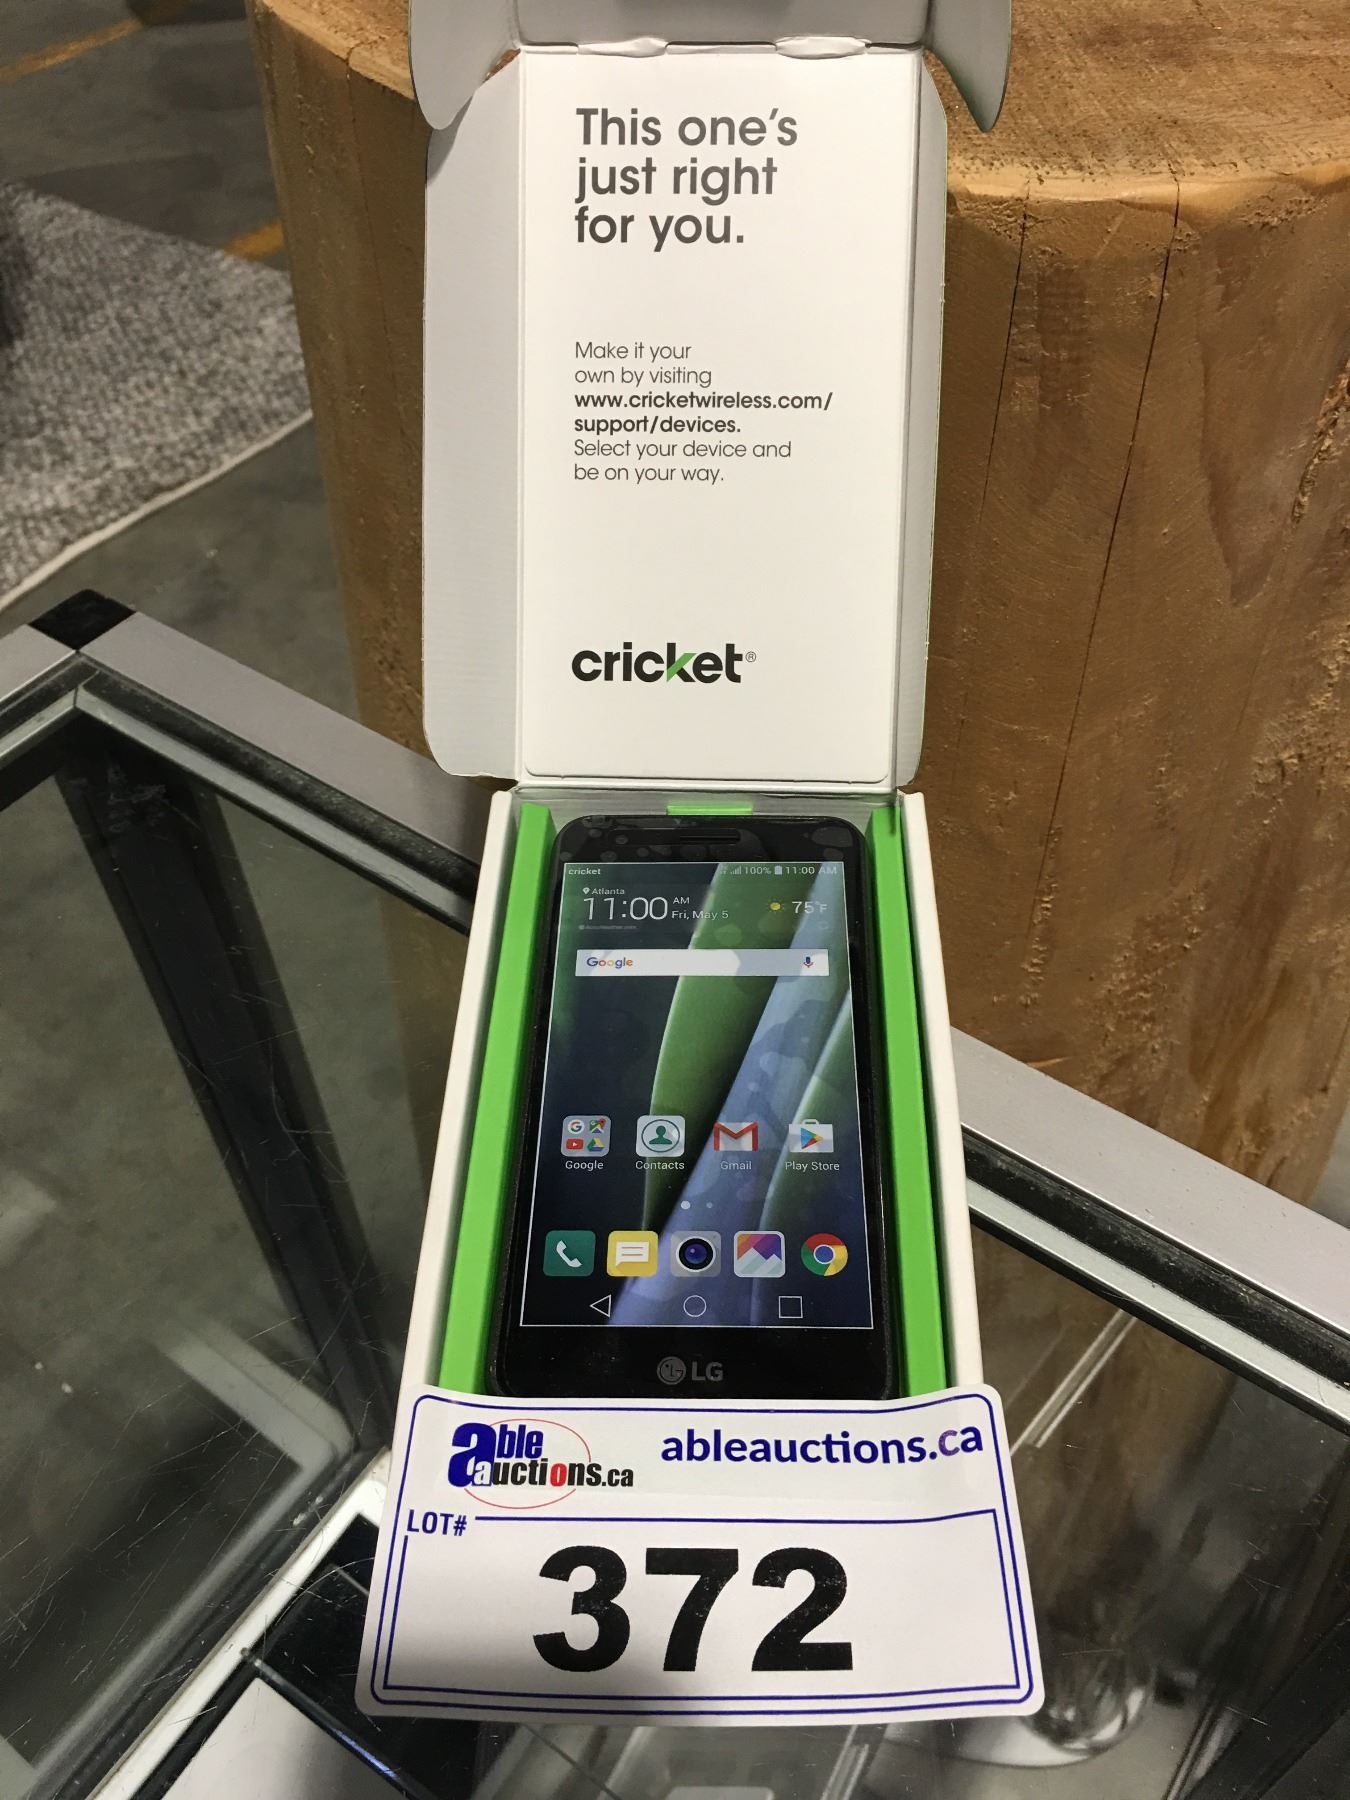 This one's
just right
for you.
Make it your
own by visiting
www.cricketwireless.com/
support/devices.
Select your device and
be on your way.
cricket®
cricket
100% 11:00 AM
Atlanta
11:00 AM
Fri, May 5
75°F
Google
Google
Contacts
Gmail
Play Store
LG
able
auctions.ca
ableauctions.ca
LOT#
372